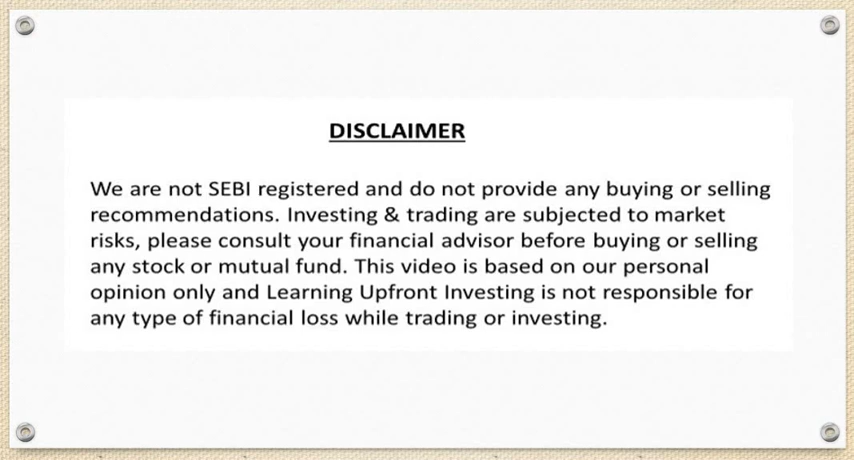 DISCLAIMER
We are not SEBI registered and do not provide any buying or selling
recommendations. Investing & trading are subjected to market
risks, please consult your financial advisor before buying or selling
any stock or mutual fund. This video is based on our personal
opinion only and Learning Upfront Investing is not responsible for
any type of financial loss while trading or investing.